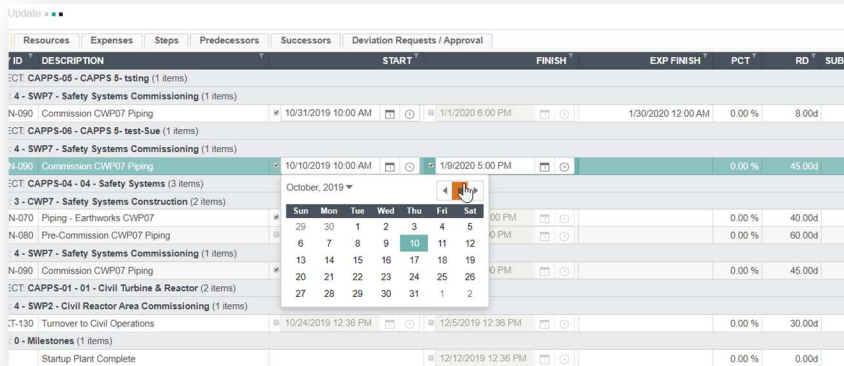 Update
Resources Expenses Steps Predecessors Successors Deviation Requests / Approval
ID DESCRIPTION START FINISH EXP FINISH PCT RD SUB
ECT: CAPPS-05 - CAPPS 5- tsting (1 items)
: 4 - SWP7 - Safety Systems Commissioning (1 items)
N-090 Commission CWP07 Piping 10/31/2019 10:00 AM 1/1/2020 6:00 PM 1/30/2020 12:00 AM 0.00 % 8.00d
ECT: CAPPS-06 - CAPPS 5- test-Sue (1 items)
: 4 - SWP7 - Safety Systems Commissioning (1 items)
N-090 Commission CWP07 Piping 10/10/2019 10:00 AM 1/9/2020 5:00 PM 0.00 % 45.00d
ECT: CAPPS-04 - 04 - Safety Systems (3 items)
October, 2019
: 3 - CWP7 - Safety Systems Construction (2 items)
Sun Mon Tue Wed Thu Fri Sat
N-070 Piping - Earthworks CWP07 00 PM 0.00 % 40.00d
29 30 1 2 3 4 5
N-080 Pre-Commission CWP07 Piping 0 PM 0.00 % 60.00d
6 7 8 9 10 11 12
: 4 - SWP7 - Safety Systems Commissioning (1 items)
13 14 15 16 17 18 19
N-090 Commission CWP07 Piping 0 PM 0.00 % 45.00d
20 21 22 23 24 25 26
ECT: CAPPS-01 - 01 - Civil Turbine & Reactor (2 items)
27 28 29 30 31 1 2
: 4 - SWP2 - Civil Reactor Area Commissioning (1 items)
CT-130 Turnover to Civil Operations 10/24/2019 12:36 PM 12/5/2019 12:36 PM 0.00 % 30.00d
: 0 - Milestones (1 items)
Startup Plant Complete 12/12/2019 12:36 PM 0.00 % 0.00d